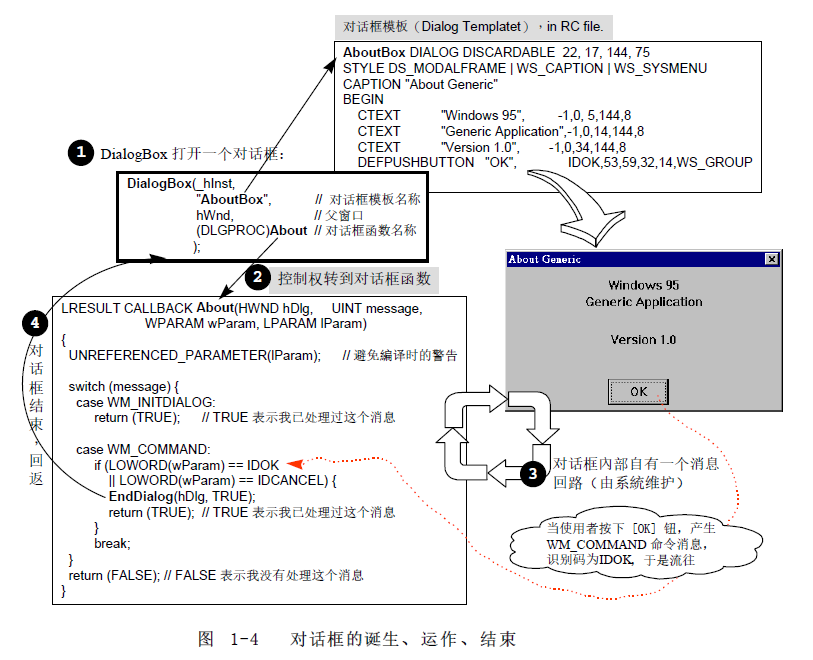 对话框模板（Dialog Templatet），in RC file.
AboutBox DIALOG DISCARDABLE 22, 17, 144, 75
STYLE DS_MODALFRAME | WS_CAPTION | WS_SYSMENU
CAPTION "About Generic"
BEGIN
CTEXT "Windows 95", -1,0, 5,144,8
CTEXT "Generic Application",-1,0,14,144,8
CTEXT "Version 1.0", -1,0,34,144,8
DEFPUSHBUTTON "OK", IDOK,53,59,32,14,WS_GROUP
1 DialogBox 打开一个对话框：
DialogBox(_hInst,
"AboutBox", // 对话框模板名称
hWnd, // 父窗口
(DLGPROC)About // 对话框函数名称
);
2 控制权转到对话框函数
LRESULT CALLBACK About(HWND hDlg, UINT message,
WPARAM wParam, LPARAM lParam)
{
UNREFERENCED_PARAMETER(lParam); // 避免编译时的警告
switch (message) {
case WM_INITDIALOG:
return (TRUE); // TRUE 表示我已处理过这个消息
case WM_COMMAND:
if (LOWORD(wParam) == IDOK
|| LOWORD(wParam) == IDCANCEL) {
EndDialog(hDlg, TRUE);
return (TRUE); // TRUE 表示我已处理过这个消息
}
break;
}
return (FALSE); // FALSE 表示我没有处理这个消息
}
4 对话框结束，回返
About Generic
Windows 95
Generic Application
Version 1.0
OK
3 对话框内部自有一个消息
回路（由系统维护）
当使用者按下［OK］钮，产生
WM_COMMAND 命令消息，
识别码为IDOK，于是流往
图 1-4 对话框的诞生、运作、结束